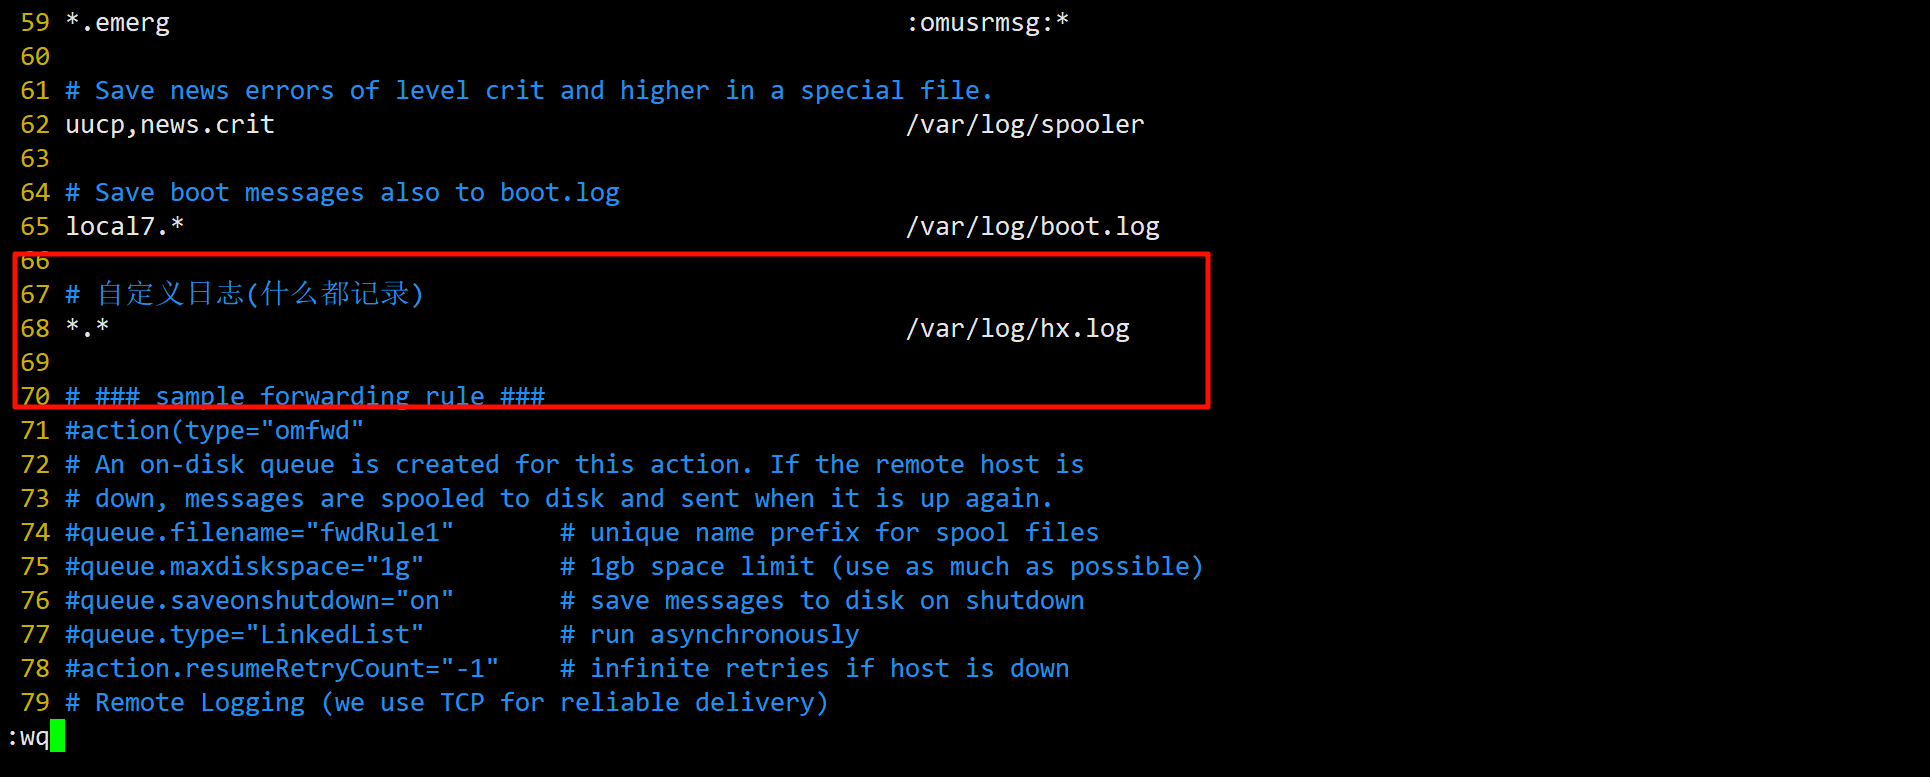 59 *.emerg                                                 :omusrmsg:*
60
61 # Save news errors of level crit and higher in a special file.
62 uucp,news.crit                                          /var/log/spooler
63
64 # Save boot messages also to boot.log
65 local7.*                                                /var/log/boot.log
66
67 # 自定义日志(什么都记录)
68 *.*                                                     /var/log/hx.log
69
70 # ### sample forwarding rule ###
71 #action(type="omfwd"
72 # An on-disk queue is created for this action. If the remote host is
73 # down, messages are spooled to disk and sent when it is up again.
74 #queue.filename="fwdRule1"       # unique name prefix for spool files
75 #queue.maxdiskspace="1g"         # 1gb space limit (use as much as possible)
76 #queue.saveonshutdown="on"       # save messages to disk on shutdown
77 #queue.type="LinkedList"         # run asynchronously
78 #action.resumeRetryCount="-1"    # infinite retries if host is down
79 # Remote Logging (we use TCP for reliable delivery)
:wq